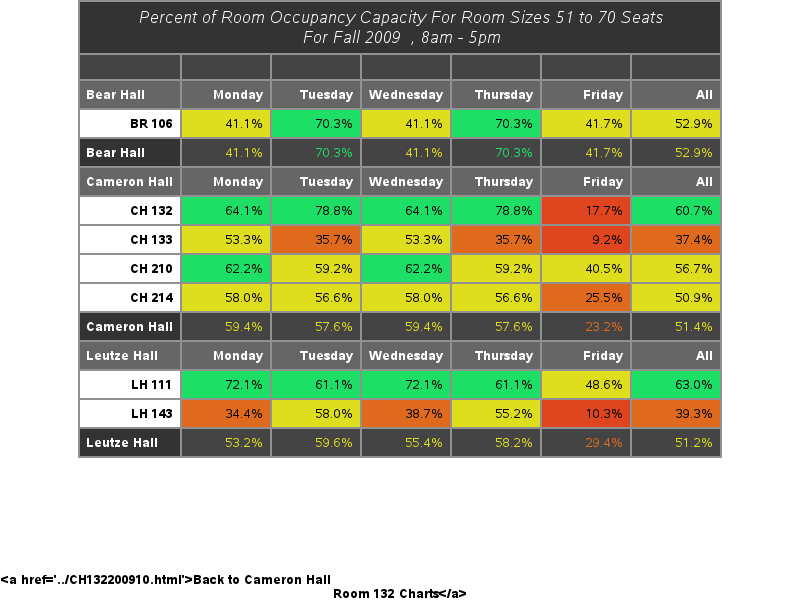 Percent of Room Occupancy Capacity For Room Sizes 51 to 70 Seats
For Fall 2009 , 8am - 5pm
Bear Hall Monday Tuesday Wednesday Thursday Friday All
BR 106 41.1% 70.3% 41.1% 70.3% 41.7% 52.9%
Bear Hall 41.1% 70.3% 41.1% 70.3% 41.7% 52.9%
Cameron Hall Monday Tuesday Wednesday Thursday Friday All
CH 132 64.1% 78.8% 64.1% 78.8% 17.7% 60.7%
CH 133 53.3% 35.7% 53.3% 35.7% 9.2% 37.4%
CH 210 62.2% 59.2% 62.2% 59.2% 40.5% 56.7%
CH 214 58.0% 56.6% 58.0% 56.6% 25.5% 50.9%
Cameron Hall 59.4% 57.6% 59.4% 57.6% 23.2% 51.4%
Leutze Hall Monday Tuesday Wednesday Thursday Friday All
LH 111 72.1% 61.1% 72.1% 61.1% 48.6% 63.0%
LH 143 34.4% 58.0% 38.7% 55.2% 10.3% 39.3%
Leutze Hall 53.2% 59.6% 55.4% 58.2% 29.4% 51.2%
<a href='../CH132200910.html'>Back to Cameron Hall
Room 132 Charts</a>